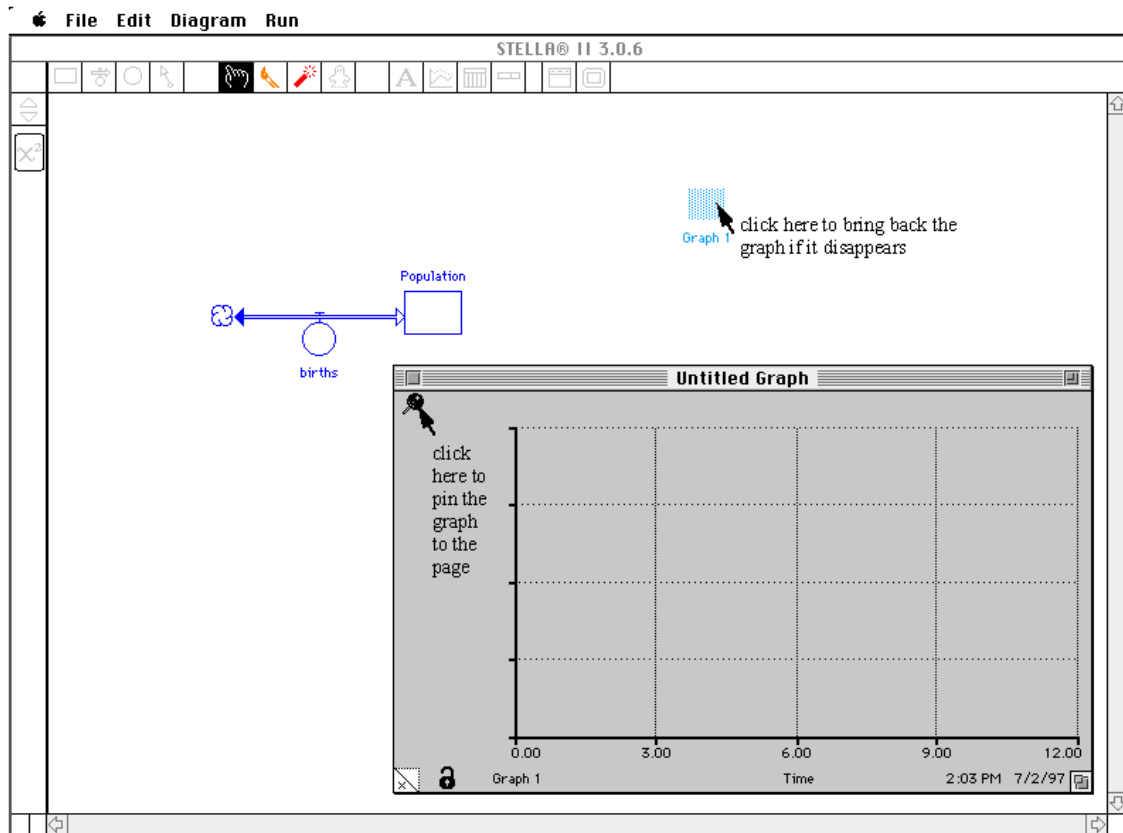 File Edit Diagram Run
STELLA® II 3.0.6
A
x²
click here to bring back the
graph if it disappears
Graph 1
Population
births
Untitled Graph
click
here to
pin the
graph
to the
page
0.00 3.00 6.00 9.00 12.00
Graph 1 Time 2:03 PM 7/2/97